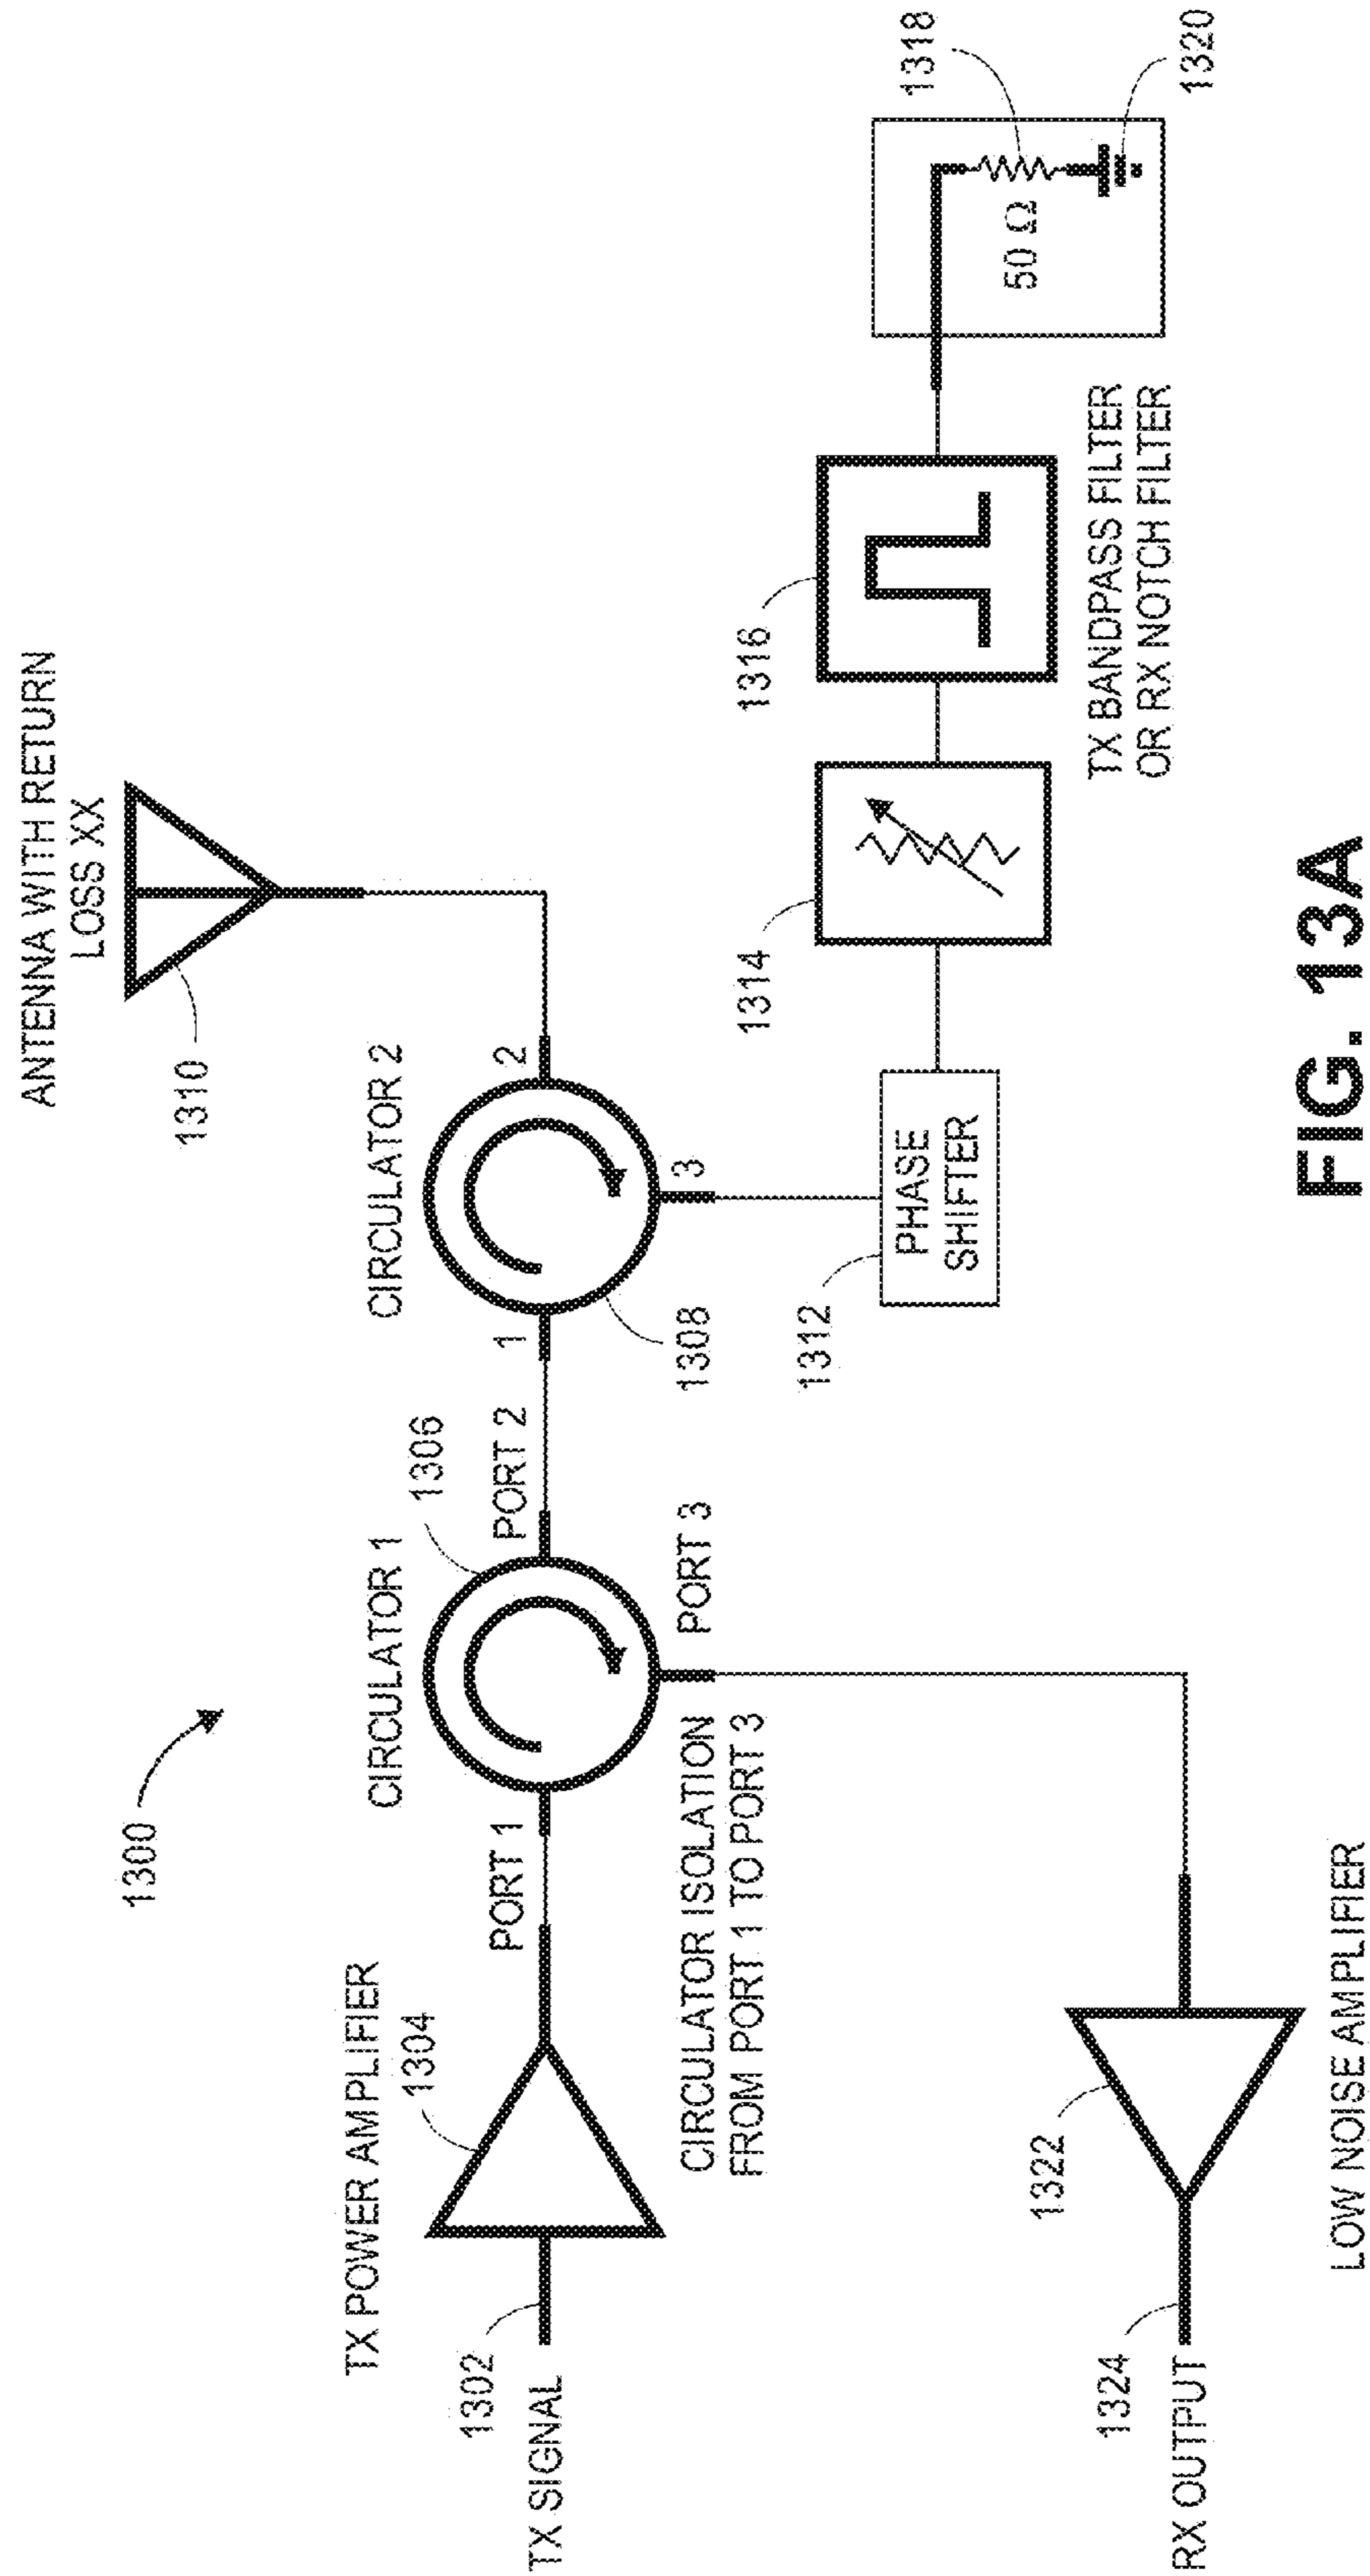 1300
ANTENNA WITH RETURN
LOSS XX
1310
TX POWER AMPLIFIER
1304
1302
TX SIGNAL
PORT 1
CIRCULATOR 1
1306
PORT 2
PORT 3
CIRCULATOR ISOLATION
FROM PORT 1 TO PORT 3
CIRCULATOR 2
1
2
3
1308
1312
PHASE
SHIFTER
1314
1316
TX BANDPASS FILTER
OR RX NOTCH FILTER
50 Ω
1318
1320
1322
1324
RX OUTPUT
LOW NOISE AMPLIFIER
FIG. 13A